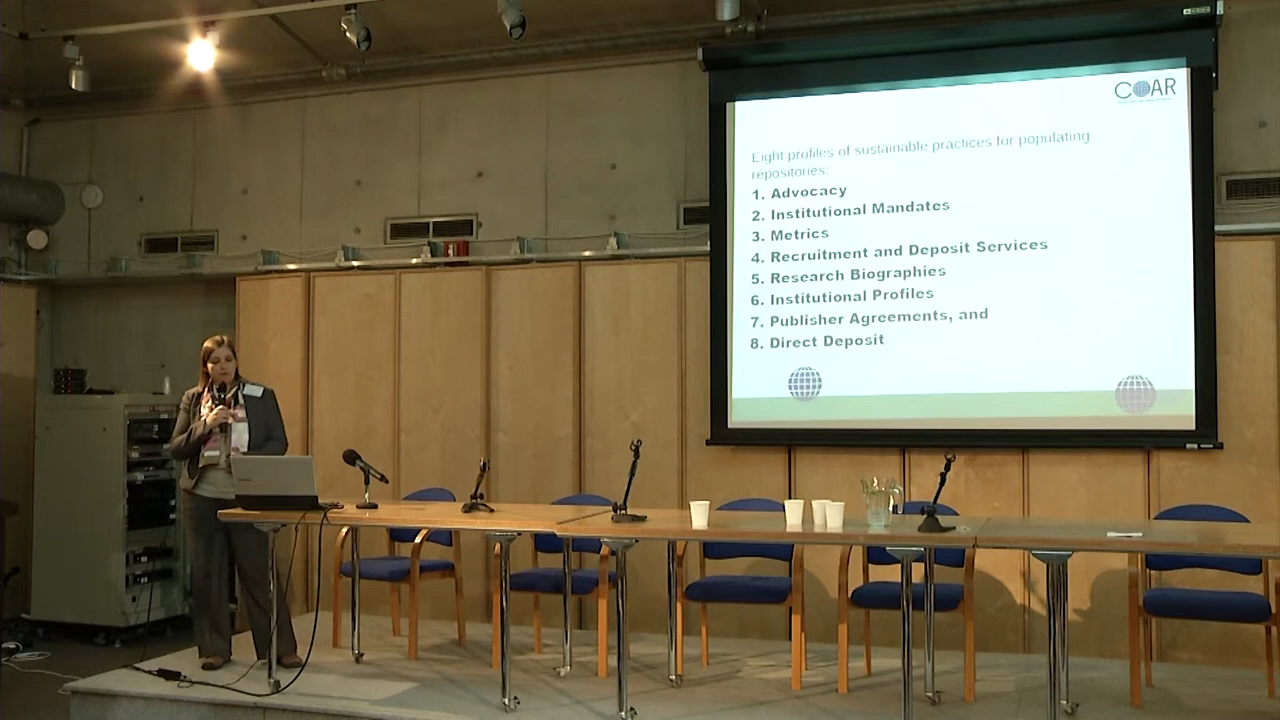 COAR
Eight profiles of sustainable practices for populating
repositories:
1. Advocacy
2. Institutional Mandates
3. Metrics
4. Recruitment and Deposit Services
5. Research Biographies
6. Institutional Profiles
7. Publisher Agreements, and
8. Direct Deposit